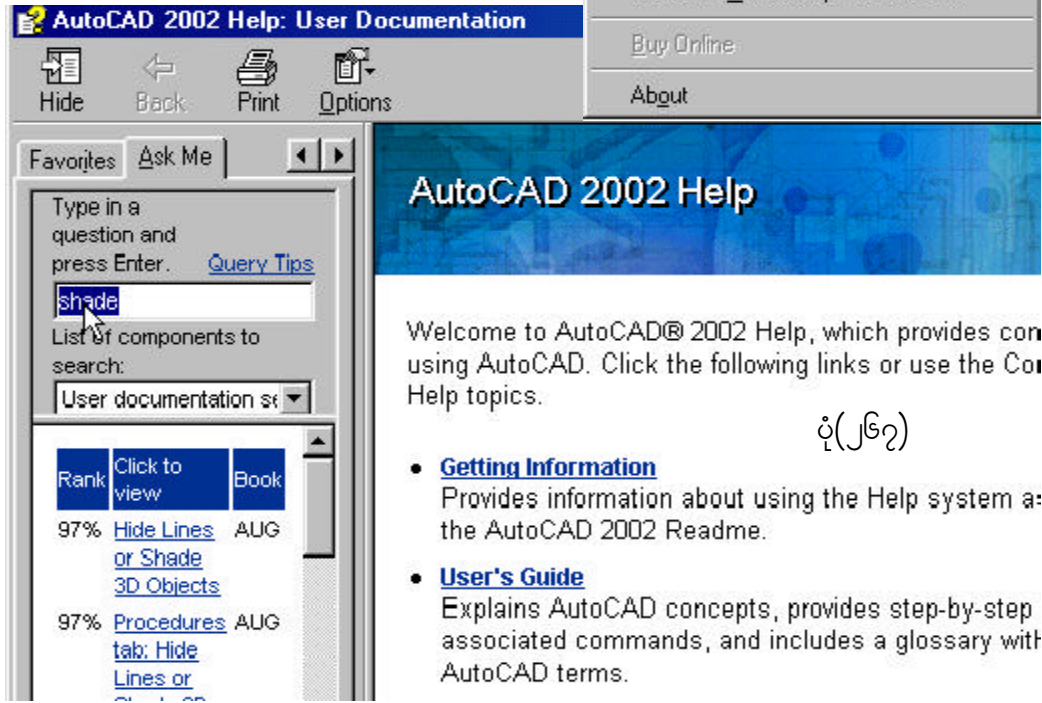 AutoCAD 2002 Help: User Documentation
Buy Online
About
Hide Back Print Options
Favorites Ask Me
Type in a
question and
press Enter. Query Tips
shade
List of components to
search:
User documentation
Rank Click to view Book
97% Hide Lines AUG
or Shade
3D Objects
97% Procedures AUG
tab: Hide
Lines or
AutoCAD 2002 Help
Welcome to AutoCAD® 2002 Help, which provides
using AutoCAD. Click the following links or use the
Help topics.
ပုံ(၂၆၇)
• Getting Information
Provides information about using the Help system
the AutoCAD 2002 Readme.
• User's Guide
Explains AutoCAD concepts, provides step-by-step
associated commands, and includes a glossary with
AutoCAD terms.